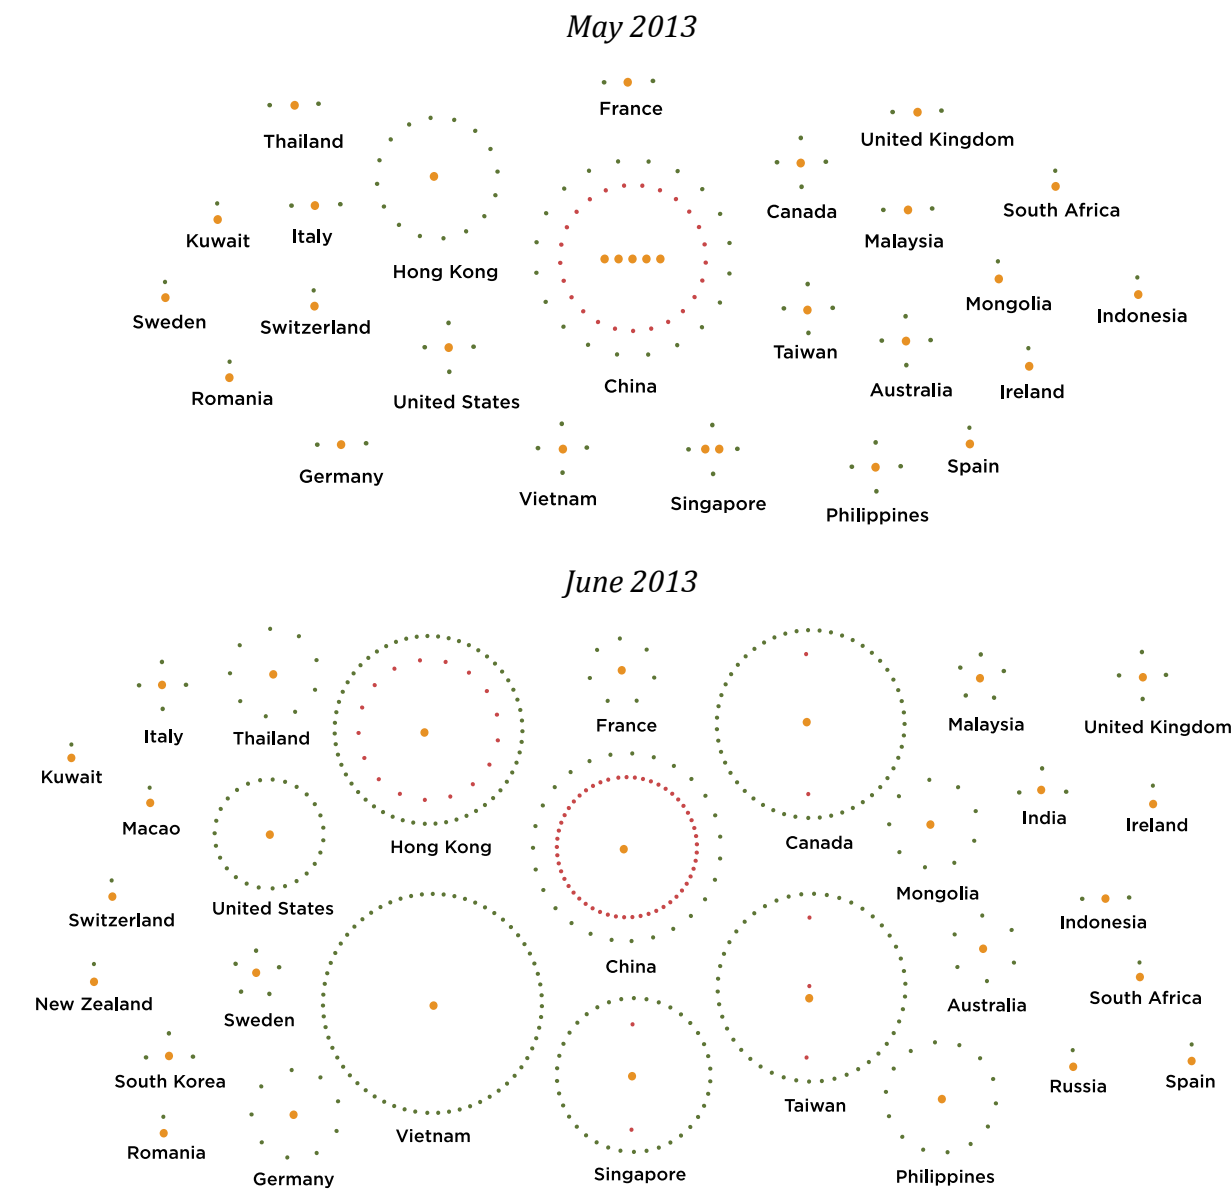 May 2013
France
Thailand
United Kingdom
Canada
South Africa
Kuwait
Italy
Malaysia
Hong Kong
Mongolia
Indonesia
Sweden
Switzerland
Taiwan
China
Australia
Ireland
Romania
United States
Germany
Vietnam
Singapore
Spain
Philippines
June 2013
Italy
Thailand
France
Malaysia
United Kingdom
Kuwait
Macao
Hong Kong
Canada
India
Ireland
Mongolia
Switzerland
United States
Indonesia
China
New Zealand
Sweden
Australia
South Africa
South Korea
Vietnam
Taiwan
Russia
Spain
Romania
Germany
Singapore
Philippines